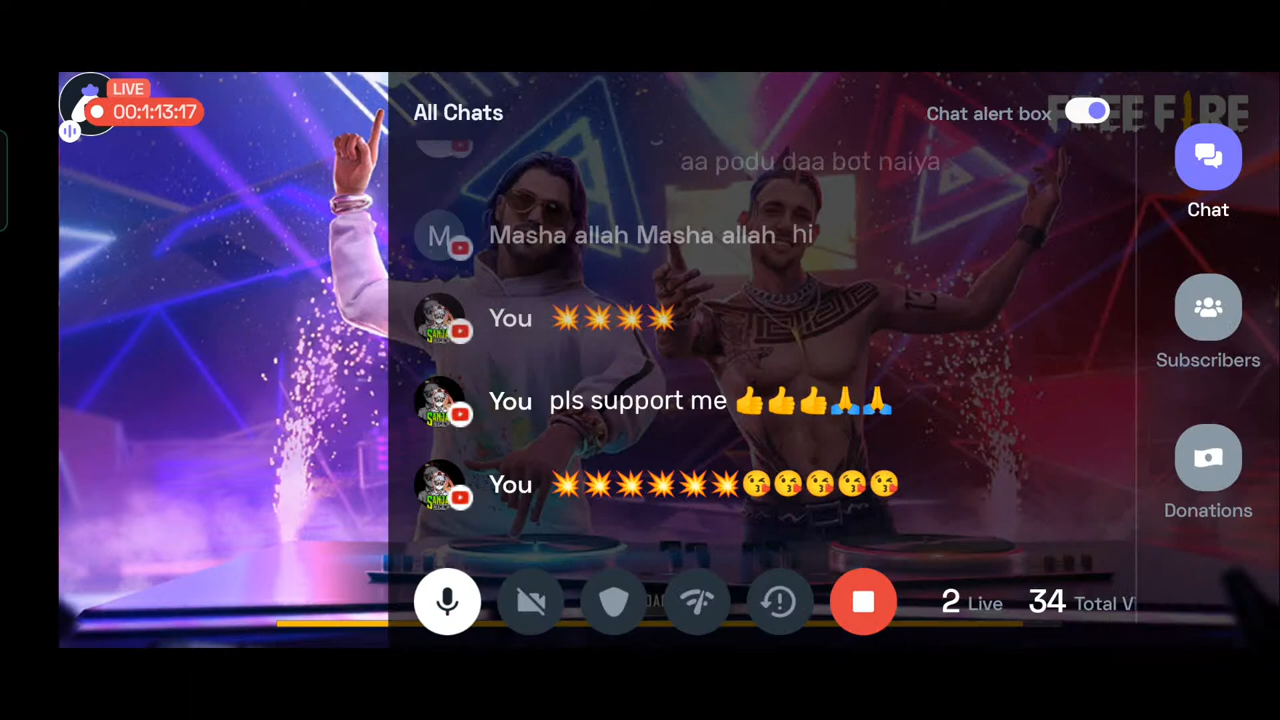 LIVE
00:1:13:17
All Chats
Chat alert box
FREE FIRE
aa podu daa bot naiya
M
Masha allah Masha allah hi
You 💥💥💥💥
You pls support me 👍👍👍🙏🙏
You 💥💥💥💥💥💥😘😘😘😘😘
Chat
Subscribers
Donations
2 Live 34 Total V